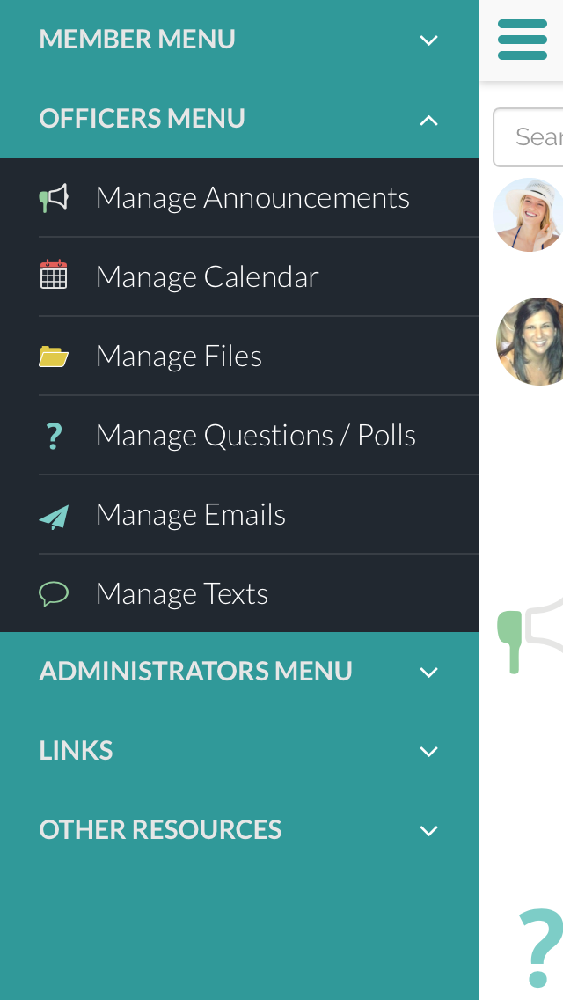 MEMBER MENU
OFFICERS MENU
Manage Announcements
Manage Calendar
Manage Files
Manage Questions / Polls
Manage Emails
Manage Texts
ADMINISTRATORS MENU
LINKS
OTHER RESOURCES
?